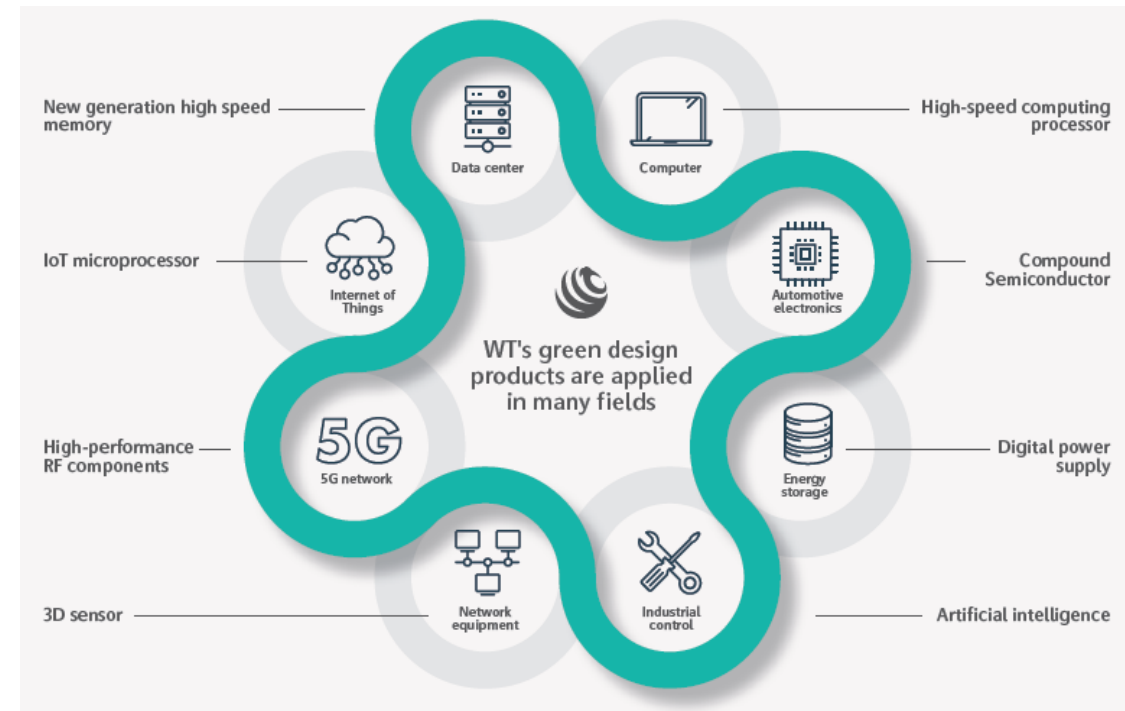 New generation high speed
memory
Data center
Computer
High-speed computing
processor
IoT microprocessor
Internet of
Things
Automotive
electronics
Compound
Semiconductor
WT's green design
products are applied
in many fields
High-performance
RF components
5G
5G network
Energy
storage
Digital power
supply
3D sensor
Network
equipment
Industrial
control
Artificial intelligence